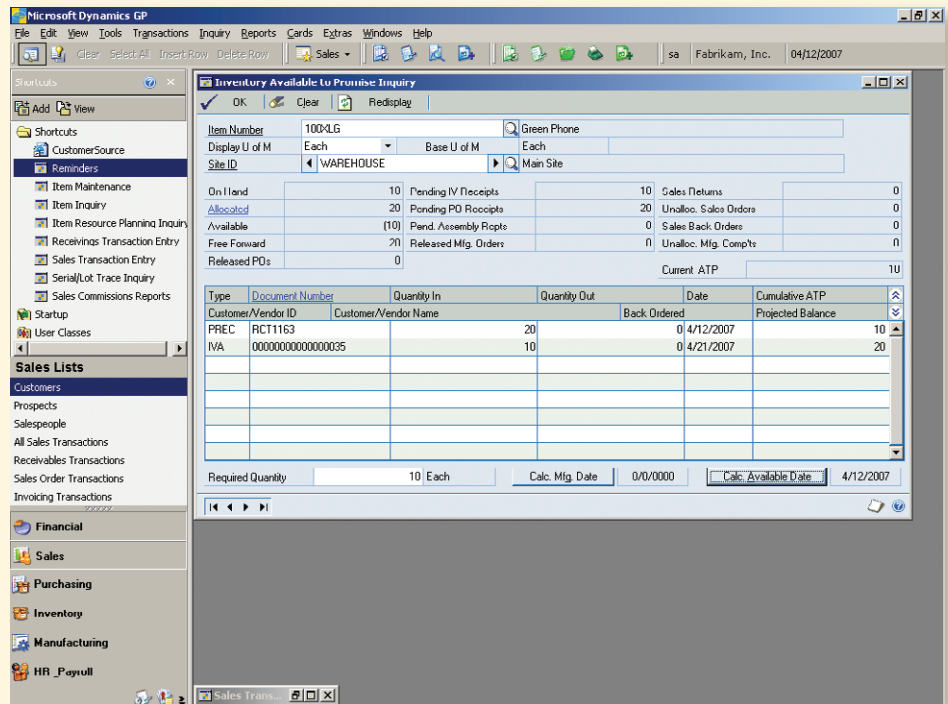 Microsoft Dynamics GP
File Edit View Tools Transactions Inquiry Reports Cards Extras Windows Help
Clear Select All Insert Row Delete Row Sales sa Fabrikam, Inc. 04/12/2007
Shortcuts
Add View
Shortcuts
CustomerSource
Reminders
Item Maintenance
Item Inquiry
Item Resource Planning Inquiry
Receivings Transaction Entry
Sales Transaction Entry
Serial/Lot Trace Inquiry
Sales Commissions Reports
Startup
User Classes
Sales Lists
Customers
Prospects
Salespeople
All Sales Transactions
Receivables Transactions
Sales Order Transactions
Invoicing Transactions
Financial
Sales
Purchasing
Inventory
Manufacturing
HR_Payroll
Inventory Available to Promise Inquiry
OK Clear Redisplay
Item Number 100XLG Green Phone
Display U of M Each Base U of M Each
Site ID WAREHOUSE Main Site
On Hand 10 Pending IV Receipts 10 Sales Returns 0
Allocated 20 Pending PO Receipts 20 Unalloc. Sales Orders 0
Available (10) Pend. Assembly Rcpts 0 Sales Back Orders 0
Free Forward 20 Released Mfg. Orders 0 Unalloc. Mfg. Comp'ts 0
Released POs 0
Current ATP 10
Type Document Number Quantity In Quantity Out Date Cumulative ATP
Customer/Vendor ID Customer/Vendor Name Back Ordered Projected Balance
PREC RCT1163 20 0 4/12/2007 10
IVA 00000000000000035 10 0 4/21/2007 20
Required Quantity 10 Each Calc. Mfg. Date 0/0/0000 Calc. Available Date 4/12/2007
Sales Trans...